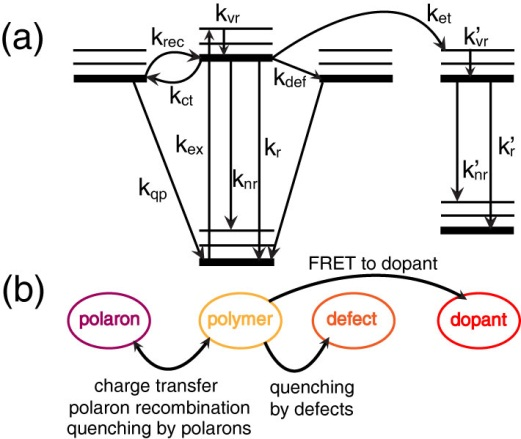 (a)
k_vr
k_et
k_rec
k'_vr
k_ct
k_def
k_ex
k_r
k'_r
k_nr
k'_nr
k_qp
FRET to dopant
(b)
polaron
polymer
defect
dopant
charge transfer
polaron recombination
quenching by polarons
quenching
by defects